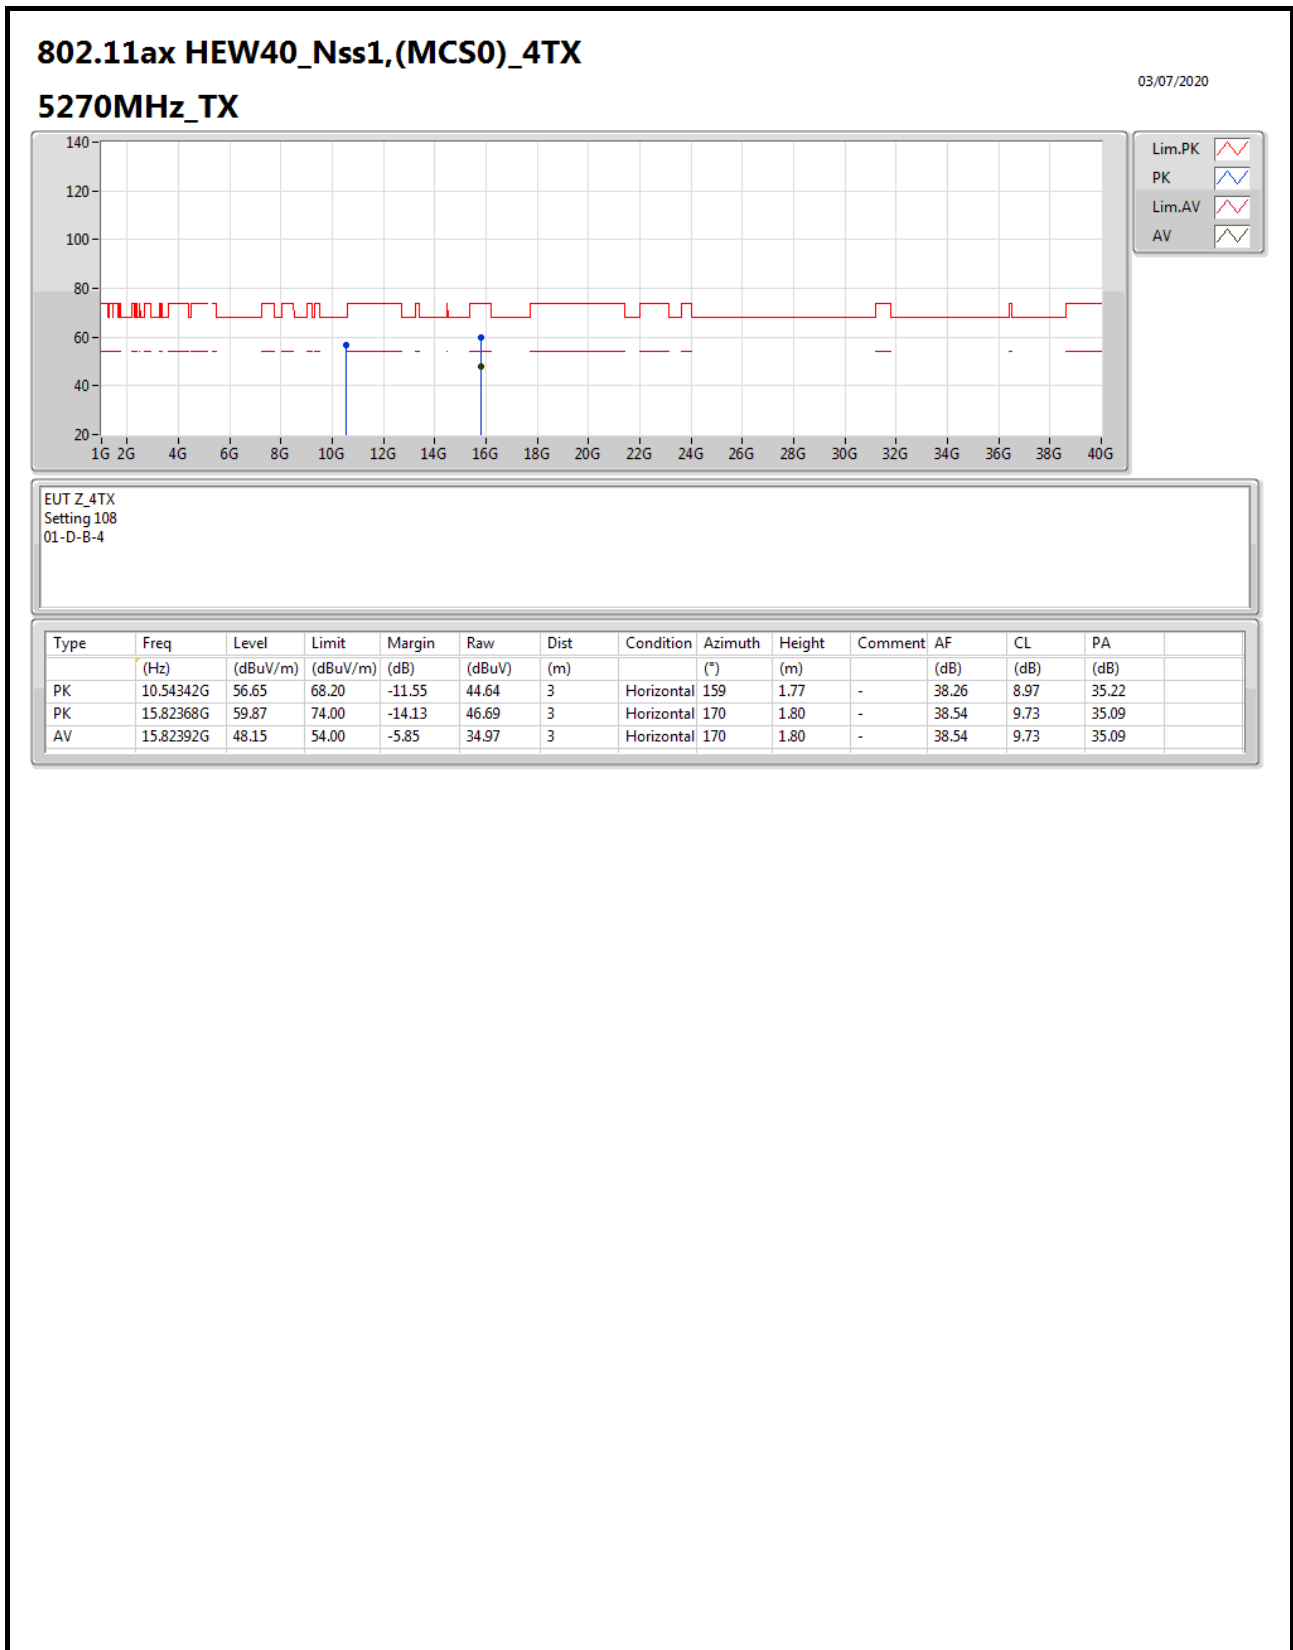 802.11ax HEW40_Nss1,(MCS0)_4TX
03/07/2020
5270MHz_TX
140
120
100
80
60
40
20
1G 2G 4G 6G 8G 10G 12G 14G 16G 18G 20G 22G 24G 26G 28G 30G 32G 34G 36G 38G 40G
Lim.PK
PK
Lim.AV
AV
EUT Z_4TX
Setting 108
01-D-B-4
Type Freq Level Limit Margin Raw Dist Condition Azimuth Height Comment AF CL PA
(Hz) (dBuV/m) (dBuV/m) (dB) (dBuV) (m) (°) (m) (dB) (dB) (dB)
PK 10.54342G 56.65 68.20 -11.55 44.64 3 Horizontal 159 1.77 - 38.26 8.97 35.22
PK 15.82368G 59.87 74.00 -14.13 46.69 3 Horizontal 170 1.80 - 38.54 9.73 35.09
AV 15.82392G 48.15 54.00 -5.85 34.97 3 Horizontal 170 1.80 - 38.54 9.73 35.09